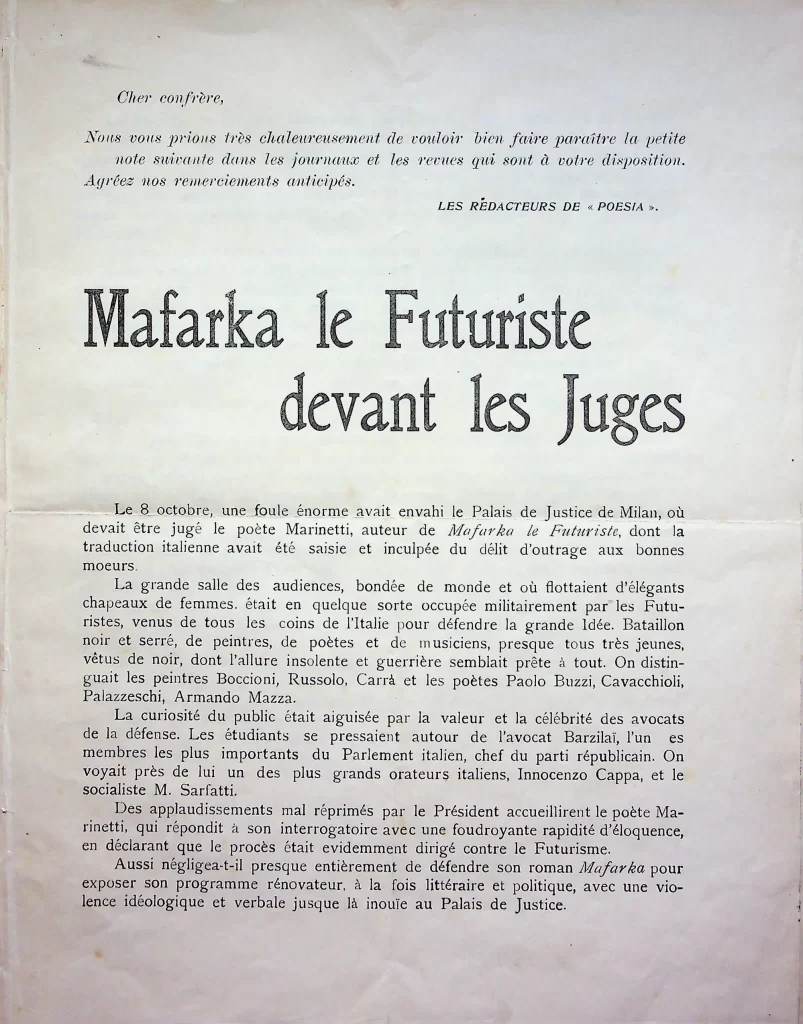 Cher confrère,
Nous vous prions très chaleureusement de vouloir bien faire paraître la petite
note suivante dans les journaux et les revues qui sont à votre disposition.
Agréez nos remerciements anticipés.
LES RÉDACTEURS DE « POESIA ».
Mafarka le Futuriste
devant les Juges
Le 8 octobre, une foule énorme avait envahi le Palais de Justice de Milan, où
devait être jugé le poète Marinetti, auteur de Mafarka le Futuriste, dont la
traduction italienne avait été saisie et inculpée du délit d'outrage aux bonnes
moeurs.
La grande salle des audiences, bondée de monde et où flottaient d'élégants
chapeaux de femmes. était en quelque sorte occupée militairement par les Futu-
ristes, venus de tous les coins de l'Italie pour défendre la grande Idée. Bataillon
noir et serré, de peintres, de poètes et de musiciens, presque tous très jeunes,
vêtus de noir, dont l'allure insolente et guerrière semblait prête à tout. On distin-
guait les peintres Boccioni, Russolo, Carrà et les poètes Paolo Buzzi, Cavacchioli,
Palazzeschi, Armando Mazza.
La curiosité du public était aiguisée par la valeur et la célébrité des avocats
de la défense. Les étudiants se pressaient autour de l'avocat Barzilaï, l'un es
membres les plus importants du Parlement italien, chef du parti républicain. On
voyait près de lui un des plus grands orateurs italiens, Innocenzo Cappa, et le
socialiste M. Sarfatti.
Des applaudissements mal réprimés par le Président accueillirent le poète Ma-
rinetti, qui répondit à son interrogatoire avec une foudroyante rapidité d'éloquence,
en déclarant que le procès était evidemment dirigé contre le Futurisme.
Aussi négligea-t-il presque entièrement de défendre son roman Mafarka pour
exposer son programme rénovateur, à la fois littéraire et politique, avec une vio-
lence idéologique et verbale jusque là inouïe au Palais de Justice.